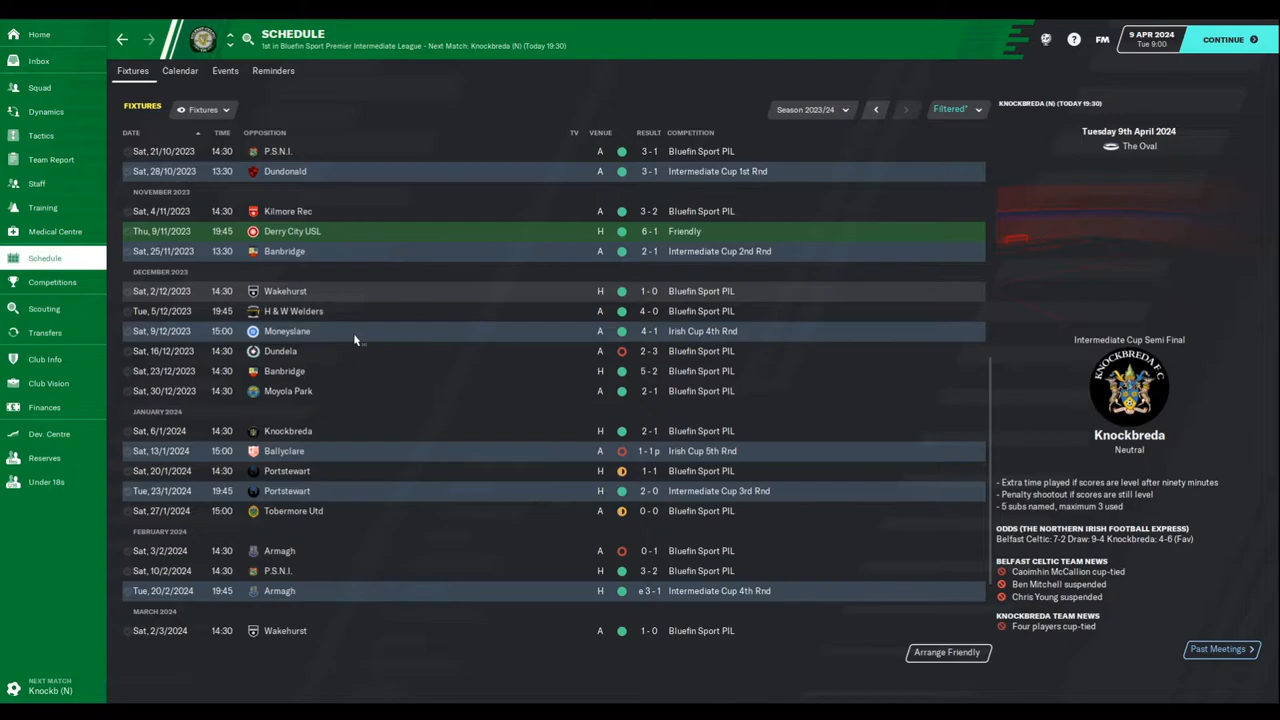 Home
Inbox
Squad
Dynamics
Tactics
Team Report
Staff
Training
Medical Centre
Schedule
Competitions
Scouting
Transfers
Club Info
Club Vision
Finances
Dev. Centre
Reserves
Under 18s
NEXT MATCH
Knockb (N)
SCHEDULE
1st in Bluefin Sport Premier Intermediate League - Next Match: Knockbreda (N) (Today 19:30)
FM
9 APR 2024
Tue 9:00
CONTINUE
Fixtures Calendar Events Reminders
FIXTURES Fixtures Season 2023/24 Filtered*
DATE TIME OPPOSITION TV VENUE RESULT COMPETITION
Sat, 21/10/2023 14:30 P.S.N.I. A 3 - 1 Bluefin Sport PIL
Sat, 28/10/2023 13:30 Dundonald A 3 - 1 Intermediate Cup 1st Rnd
NOVEMBER 2023
Sat, 4/11/2023 14:30 Kilmore Rec A 3 - 2 Bluefin Sport PIL
Thu, 9/11/2023 19:45 Derry City USL H 6 - 1 Friendly
Sat, 25/11/2023 13:30 Banbridge A 2 - 1 Intermediate Cup 2nd Rnd
DECEMBER 2023
Sat, 2/12/2023 14:30 Wakehurst H 1 - 0 Bluefin Sport PIL
Tue, 5/12/2023 19:45 H & W Welders A 4 - 0 Bluefin Sport PIL
Sat, 9/12/2023 15:00 Moneyslane A 4 - 1 Irish Cup 4th Rnd
Sat, 16/12/2023 14:30 Dundela A 2 - 3 Bluefin Sport PIL
Sat, 23/12/2023 14:30 Banbridge H 5 - 2 Bluefin Sport PIL
Sat, 30/12/2023 14:30 Moyola Park A 2 - 1 Bluefin Sport PIL
JANUARY 2024
Sat, 6/1/2024 14:30 Knockbreda H 2 - 1 Bluefin Sport PIL
Sat, 13/1/2024 15:00 Ballyclare A 1 - 1 p Irish Cup 5th Rnd
Sat, 20/1/2024 14:30 Portstewart H 1 - 1 Bluefin Sport PIL
Tue, 23/1/2024 19:45 Portstewart H 2 - 0 Intermediate Cup 3rd Rnd
Sat, 27/1/2024 15:00 Tobermore Utd A 0 - 0 Bluefin Sport PIL
FEBRUARY 2024
Sat, 3/2/2024 14:30 Armagh A 0 - 1 Bluefin Sport PIL
Sat, 10/2/2024 14:30 P.S.N.I. H 3 - 2 Bluefin Sport PIL
Tue, 20/2/2024 19:45 Armagh H e 3 - 1 Intermediate Cup 4th Rnd
MARCH 2024
Sat, 2/3/2024 14:30 Wakehurst A 1 - 0 Bluefin Sport PIL
Arrange Friendly
KNOCKBREDA (N) (TODAY 19:30)
Tuesday 9th April 2024
The Oval
Intermediate Cup Semi Final
KNOCKBREDA F.C.
Knockbreda
Neutral
- Extra time played if scores are level after ninety minutes
- Penalty shootout if scores are still level
- 5 subs named, maximum 3 used
ODDS (THE NORTHERN IRISH FOOTBALL EXPRESS)
Belfast Celtic: 7-2 Draw: 9-4 Knockbreda: 4-6 (Fav)
BELFAST CELTIC TEAM NEWS
Caoimhin McCallion cup-tied
Ben Mitchell suspended
Chris Young suspended
KNOCKBREDA TEAM NEWS
Four players cup-tied
Past Meetings